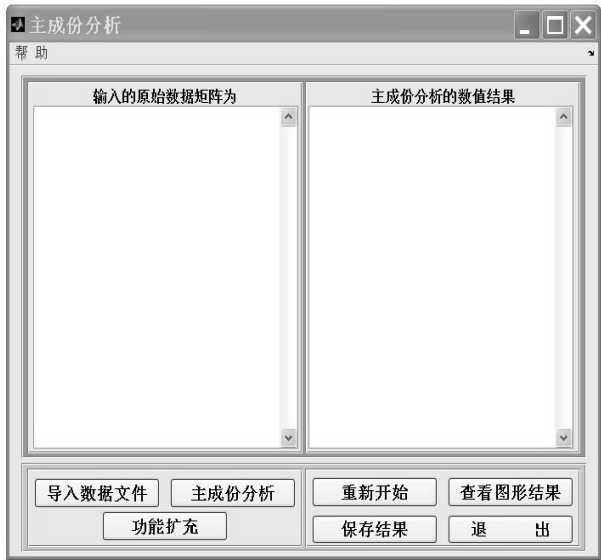 主成份分析
帮 助
输入的原始数据矩阵为 主成份分析的数值结果
导入数据文件 主成份分析 重新开始 查看图形结果
功能扩充 保存结果 退 出